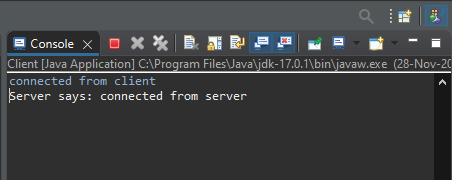 Console
Client [Java Application] C:\Program Files\Java\jdk-17.0.1\bin\javaw.exe (28-Nov-20
connected from client
Server says: connected from server